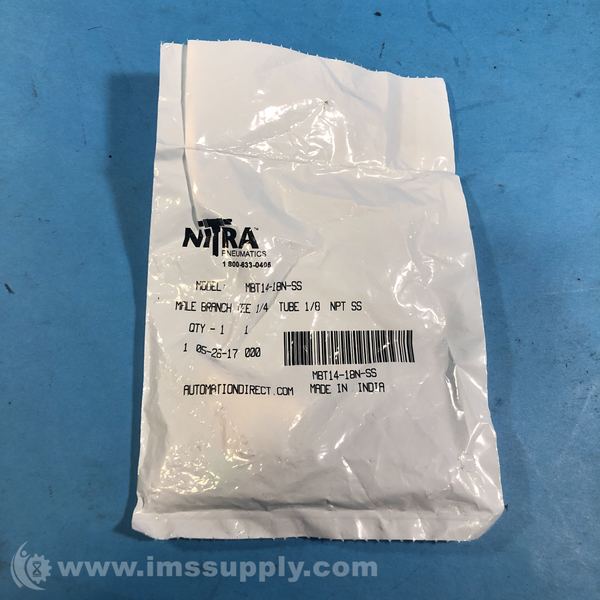 NITRA™
PNEUMATICS
1 800-633-0405
MODEL: MBT14-18N-SS
MALE BRANCH TEE 1/4 TUBE 1/8 NPT SS
QTY - 1 1
1 05-26-17 000
MBT14-18N-SS
AUTOMATIONDIRECT.COM MADE IN INDIA
www.imssupply.com